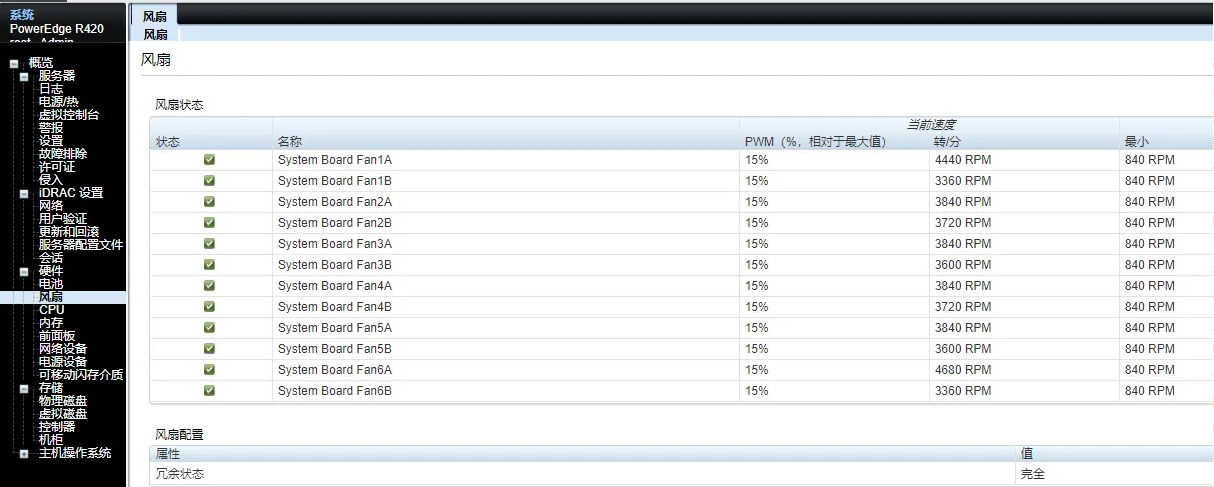 系统
PowerEdge R420
root , Admin
概览
服务器
日志
电源/热
虚拟控制台
警报
设置
故障排除
许可证
侵入
iDRAC 设置
网络
用户验证
更新和回滚
服务器配置文件
会话
硬件
电池
风扇
CPU
内存
前面板
网络设备
电源设备
可移动闪存介质
存储
物理磁盘
虚拟磁盘
控制器
机柜
主机操作系统
风扇
风扇
风扇
风扇状态
当前速度
状态 名称 PWM（%，相对于最大值） 转/分 最小
System Board Fan1A 15% 4440 RPM 840 RPM
System Board Fan1B 15% 3360 RPM 840 RPM
System Board Fan2A 15% 3840 RPM 840 RPM
System Board Fan2B 15% 3720 RPM 840 RPM
System Board Fan3A 15% 3840 RPM 840 RPM
System Board Fan3B 15% 3600 RPM 840 RPM
System Board Fan4A 15% 3840 RPM 840 RPM
System Board Fan4B 15% 3720 RPM 840 RPM
System Board Fan5A 15% 3840 RPM 840 RPM
System Board Fan5B 15% 3600 RPM 840 RPM
System Board Fan6A 15% 4680 RPM 840 RPM
System Board Fan6B 15% 3360 RPM 840 RPM
风扇配置
属性 值
冗余状态 完全